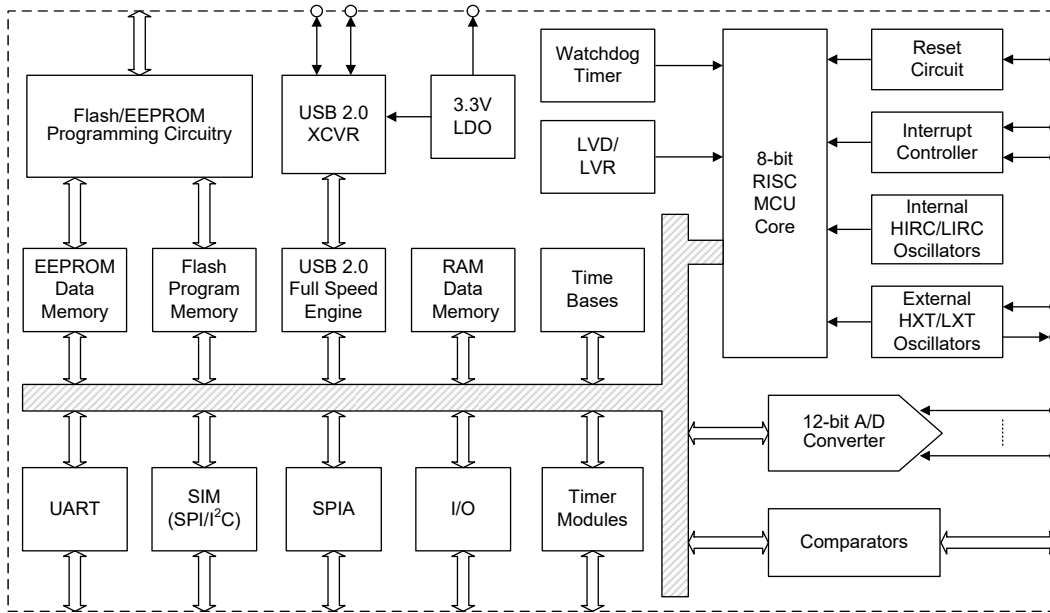 Flash/EEPROM
Programming Circuitry
USB 2.0
XCVR
3.3V
LDO
Watchdog
Timer
LVD/
LVR
8-bit
RISC
MCU
Core
Reset
Circuit
Interrupt
Controller
Internal
HIRC/LIRC
Oscillators
External
HXT/LXT
Oscillators
EEPROM
Data
Memory
Flash
Program
Memory
USB 2.0
Full Speed
Engine
RAM
Data
Memory
Time
Bases
12-bit A/D
Converter
Comparators
UART
SIM
(SPI/I²C)
SPIA
I/O
Timer
Modules